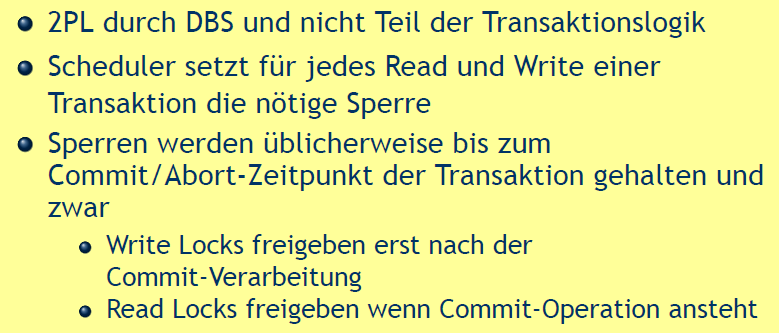 2PL durch DBS und nicht Teil der Transaktionslogik
Scheduler setzt für jedes Read und Write einer
Transaktion die nötige Sperre
Sperren werden üblicherweise bis zum
Commit/Abort-Zeitpunkt der Transaktion gehalten und
zwar
Write Locks freigeben erst nach der
Commit-Verarbeitung
Read Locks freigeben wenn Commit-Operation ansteht